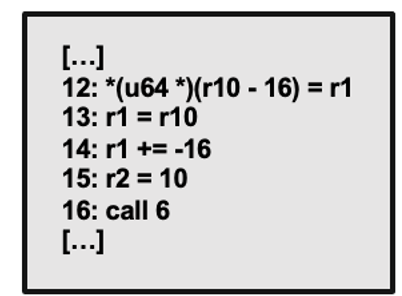 [...]
12: *(u64 *)(r10 - 16) = r1
13: r1 = r10
14: r1 += -16
15: r2 = 10
16: call 6
[...]